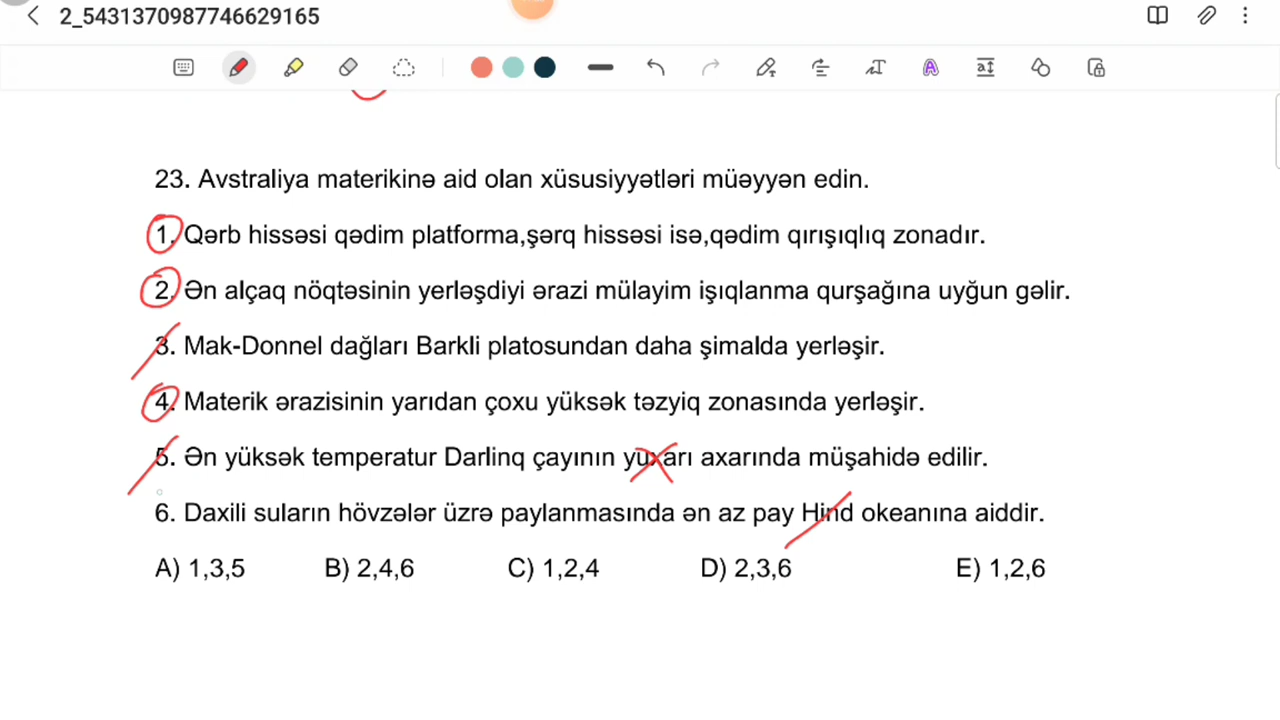 2_5431370987746629165
23. Avstraliya materikinə aid olan xüsusiyyətləri müəyyən edin.
1. Qərb hissəsi qədim platforma,şərq hissəsi isə,qədim qırışıqlıq zonadır.
2. Ən alçaq nöqtəsinin yerləşdiyi ərazi mülayim işıqlanma qurşağına uyğun gəlir.
3. Mak-Donnel dağları Barkli platosundan daha şimalda yerləşir.
4. Materik ərazisinin yarıdan çoxu yüksək təzyiq zonasında yerləşir.
5. Ən yüksək temperatur Darlinq çayının yuxarı axarında müşahidə edilir.
6. Daxili suların hövzələr üzrə paylanmasında ən az pay Hind okeanına aiddir.
A) 1,3,5 B) 2,4,6 C) 1,2,4 D) 2,3,6 E) 1,2,6